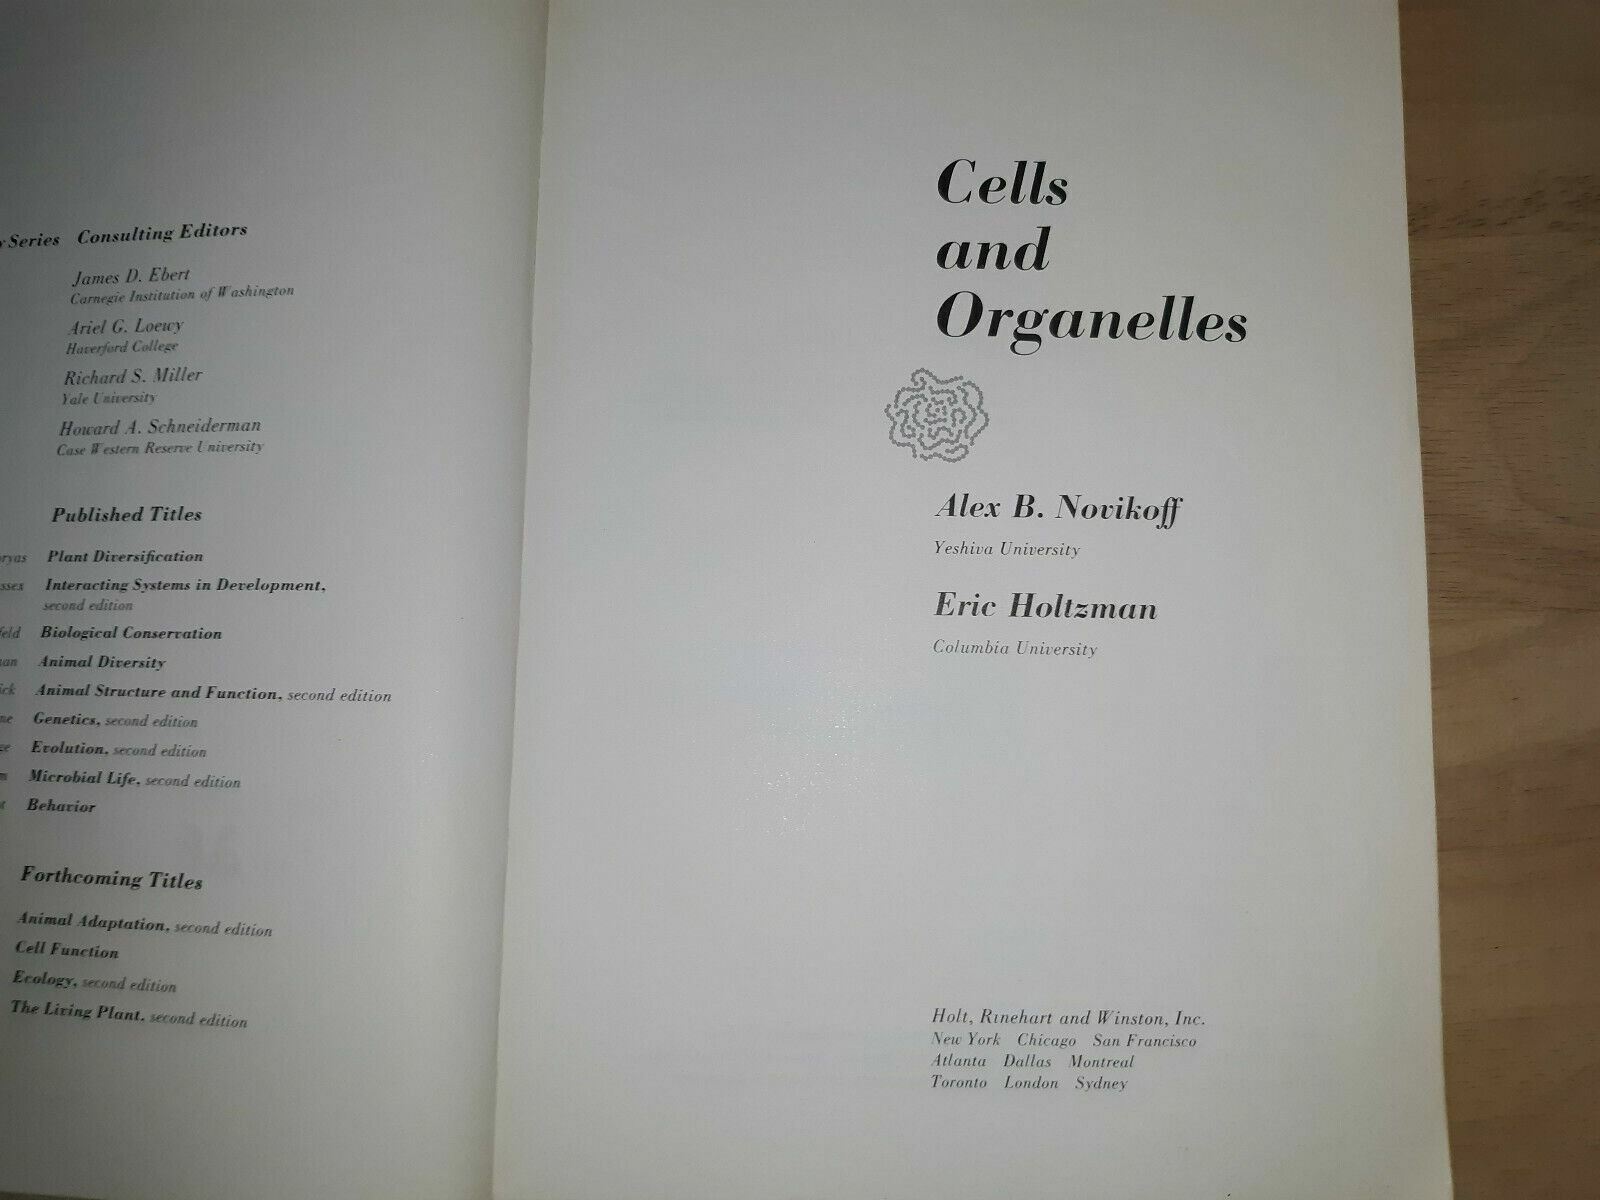 Series Consulting Editors
James D. Ebert
Carnegie Institution of Washington
Ariel G. Loewy
Haverford College
Richard S. Miller
Yale University
Howard A. Schneiderman
Case Western Reserve University
Published Titles
Plant Diversification
Interacting Systems in Development,
second edition
Biological Conservation
Animal Diversity
Animal Structure and Function, second edition
Genetics, second edition
Evolution, second edition
Microbial Life, second edition
Behavior
Forthcoming Titles
Animal Adaptation, second edition
Cell Function
Ecology, second edition
The Living Plant, second edition
Cells
and
Organelles
Alex B. Novikoff
Yeshiva University
Eric Holtzman
Columbia University
Holt, Rinehart and Winston, Inc.
New York Chicago San Francisco
Atlanta Dallas Montreal
Toronto London Sydney